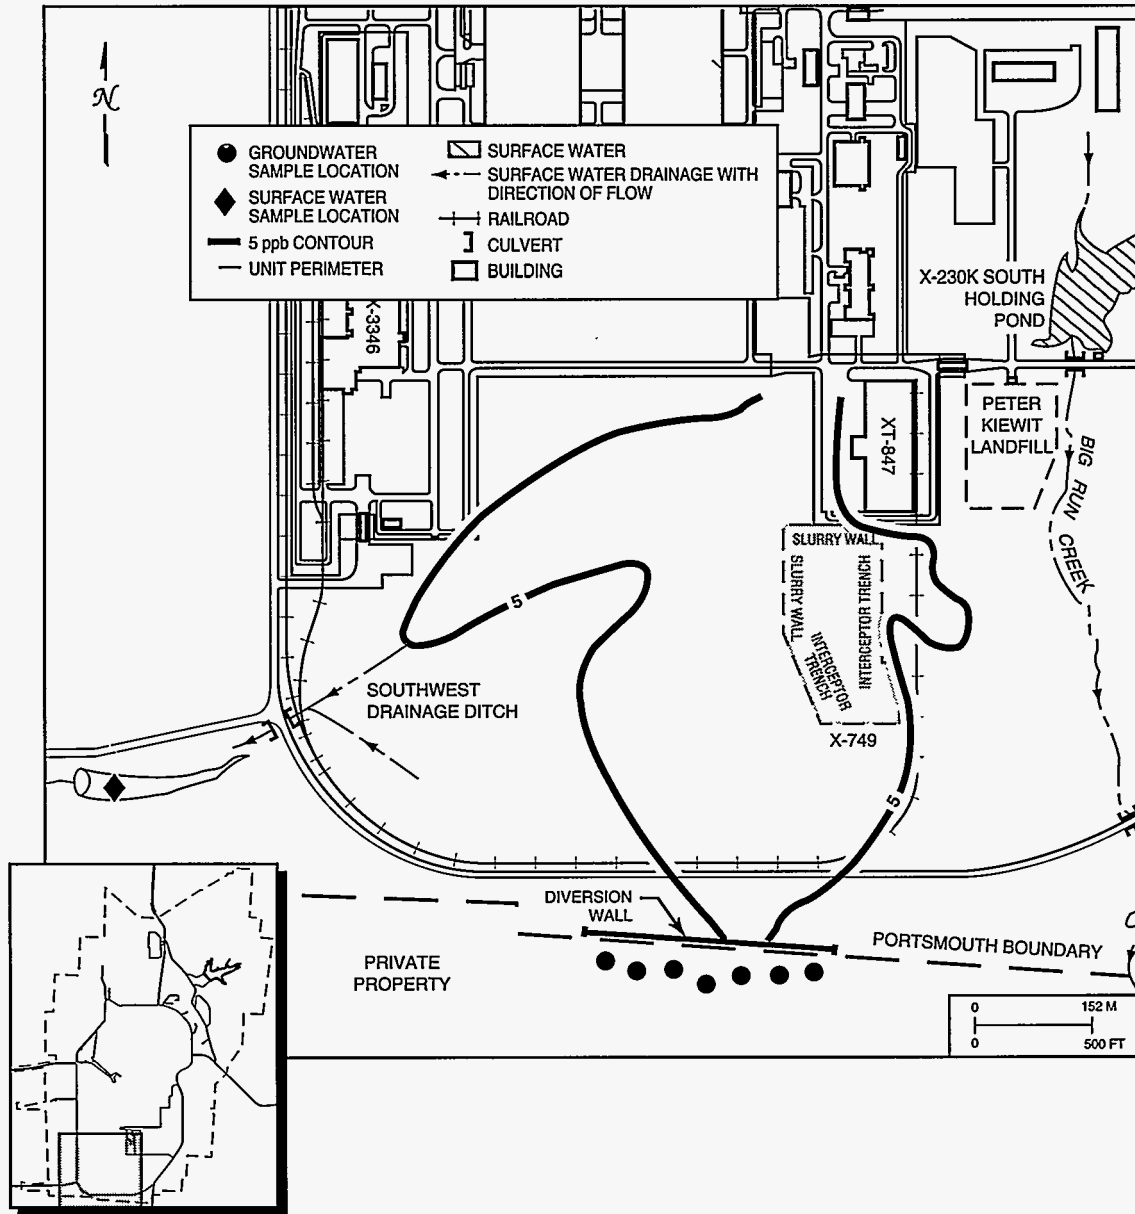 N
GROUNDWATER
SAMPLE LOCATION
SURFACE WATER
SAMPLE LOCATION
5 ppb CONTOUR
UNIT PERIMETER
SURFACE WATER
SURFACE WATER DRAINAGE WITH
DIRECTION OF FLOW
RAILROAD
CULVERT
BUILDING
X-230K SOUTH
HOLDING
POND
X-3346
XT-847
PETER
KIEWIT
LANDFILL
BIG RUN CREEK
SLURRY WALL
SLURRY WALL
INTERCEPTOR TRENCH
INTERCEPTOR
TRENCH
X-749
5
5
SOUTHWEST
DRAINAGE DITCH
DIVERSION
WALL
PORTSMOUTH BOUNDARY
PRIVATE
PROPERTY
0 152 M
0 500 FT